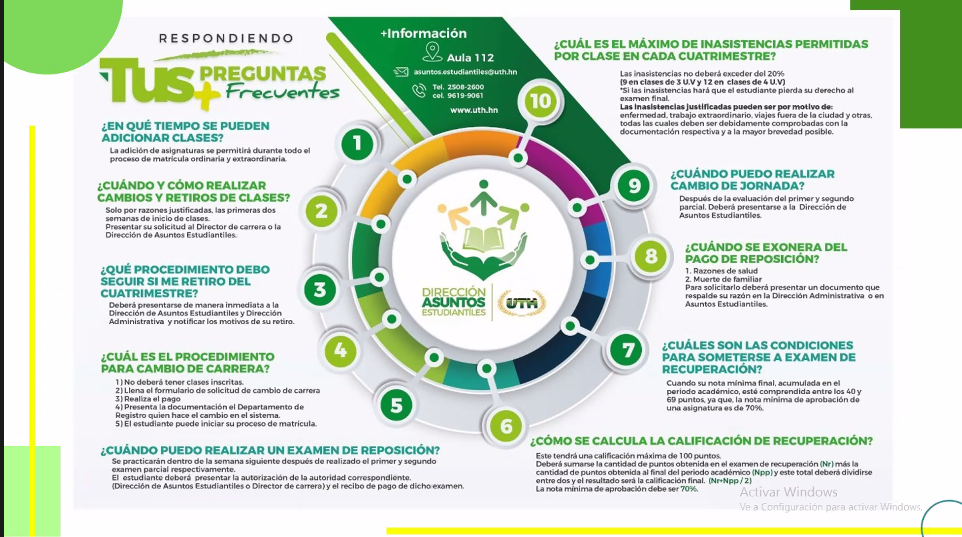 RESPONDIENDO
Tus PREGUNTAS
+ Frecuentes
+Información
Aula 112
asuntos.estudiantiles@uth.hn
Tel. 2508-2600
cel. 9619-9061
www.uth.hn
¿EN QUÉ TIEMPO SE PUEDEN
ADICIONAR CLASES?
La adición de asignaturas se permitirá durante todo el
proceso de matrícula ordinaria y extraordinaria.
1
¿CUÁNDO Y CÓMO REALIZAR
CAMBIOS Y RETIROS DE CLASES?
Solo por razones justificadas, las primeras dos
semanas de inicio de clases.
Presentar su solicitud al Director de carrera o la
Dirección de Asuntos Estudiantiles.
2
¿QUÉ PROCEDIMIENTO DEBO
SEGUIR SI ME RETIRO DEL
CUATRIMESTRE?
Deberá presentarse de manera inmediata a la
Dirección de Asuntos Estudiantiles y Dirección
Administrativa y notificar los motivos de su retiro.
3
¿CUÁL ES EL PROCEDIMIENTO
PARA CAMBIO DE CARRERA?
1) No deberá tener clases inscritas.
2) Llena el formulario de solicitud de cambio de carrera
3) Realiza el pago
4) Presenta la documentación el Departamento de
Registro quien hace el cambio en el sistema.
5) El estudiante puede iniciar su proceso de matrícula.
4
¿CUÁNDO PUEDO REALIZAR UN EXAMEN DE REPOSICIÓN?
Se practicarán dentro de la semana siguiente después de realizado el primer y segundo
examen parcial respectivamente.
El estudiante deberá presentar la autorización de la autoridad correspondiente.
(Dirección de Asuntos Estudiantiles o Director de carrera) y el recibo de pago de dicho examen.
5
DIRECCIÓN
ASUNTOS
ESTUDIANTILES
UTH
6
¿CÓMO SE CALCULA LA CALIFICACIÓN DE RECUPERACIÓN?
Este tendrá una calificación máxima de 100 puntos.
Deberá sumarse la cantidad de puntos obtenida en el examen de recuperación (Nr) más la
cantidad de puntos obtenida al final del periodo académico (Npp) y este total deberá dividirse
entre dos y el resultado será la calificación final. (Nr+Npp / 2)
La nota mínima de aprobación debe ser 70%.
7
¿CUÁLES SON LAS CONDICIONES
PARA SOMETERSE A EXAMEN DE
RECUPERACIÓN?
Cuando su nota mínima final, acumulada en el
periodo académico, esté comprendida entre los 40 y
69 puntos, ya que, la nota mínima de aprobación de
una asignatura es de 70%.
8
¿CUÁNDO SE EXONERA DEL
PAGO DE REPOSICIÓN?
1. Razones de salud
2. Muerte de familiar
Para solicitarlo deberá presentar un documento que
respalde su razón en la Dirección Administrativa o en
Asuntos Estudiantiles.
9
¿CUÁNDO PUEDO REALIZAR
CAMBIO DE JORNADA?
Después de la evaluación del primer y segundo
parcial. Deberá presentarse a la Dirección de
Asuntos Estudiantiles.
10
¿CUÁL ES EL MÁXIMO DE INASISTENCIAS PERMITIDAS
POR CLASE EN CADA CUATRIMESTRE?
Las inasistencias no deberá exceder del 20%
(9 en clases de 3 U.V y 12 en clases de 4 U.V)
*Si las inasistencias hará que el estudiante pierda su derecho al
examen final.
Las Inasistencias justificadas pueden ser por motivo de:
enfermedad, trabajo extraordinario, viajes fuera de la ciudad y otras,
todas las cuales deben ser debidamente comprobadas con la
documentación respectiva y a la mayor brevedad posible.
Activar Windows
Ve a Configuración para activar Windows.